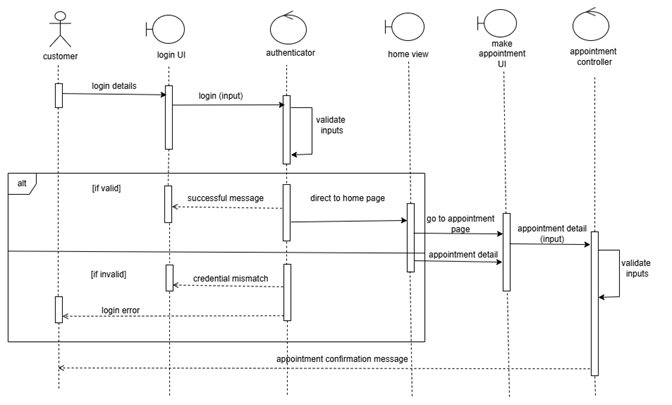 customer
login UI
authenticator
home view
make
appointment
UI
appointment
controller
login details
login (input)
validate
inputs
alt
[if valid]
successful message
direct to home page
go to appointment
page
appointment detail
(input)
appointment detail
validate
inputs
[if invalid]
credential mismatch
login error
appointment confirmation message